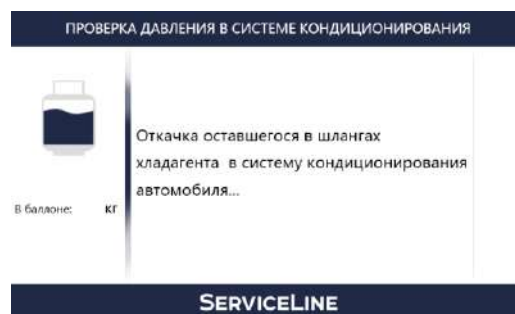 ПРОВЕРКА ДАВЛЕНИЯ В СИСТЕМЕ КОНДИЦИОНИРОВАНИЯ
Откачка оставшегося в шлангах
хладагента в систему кондиционирования
автомобиля...
В баллоне: кг
SERVICELINE